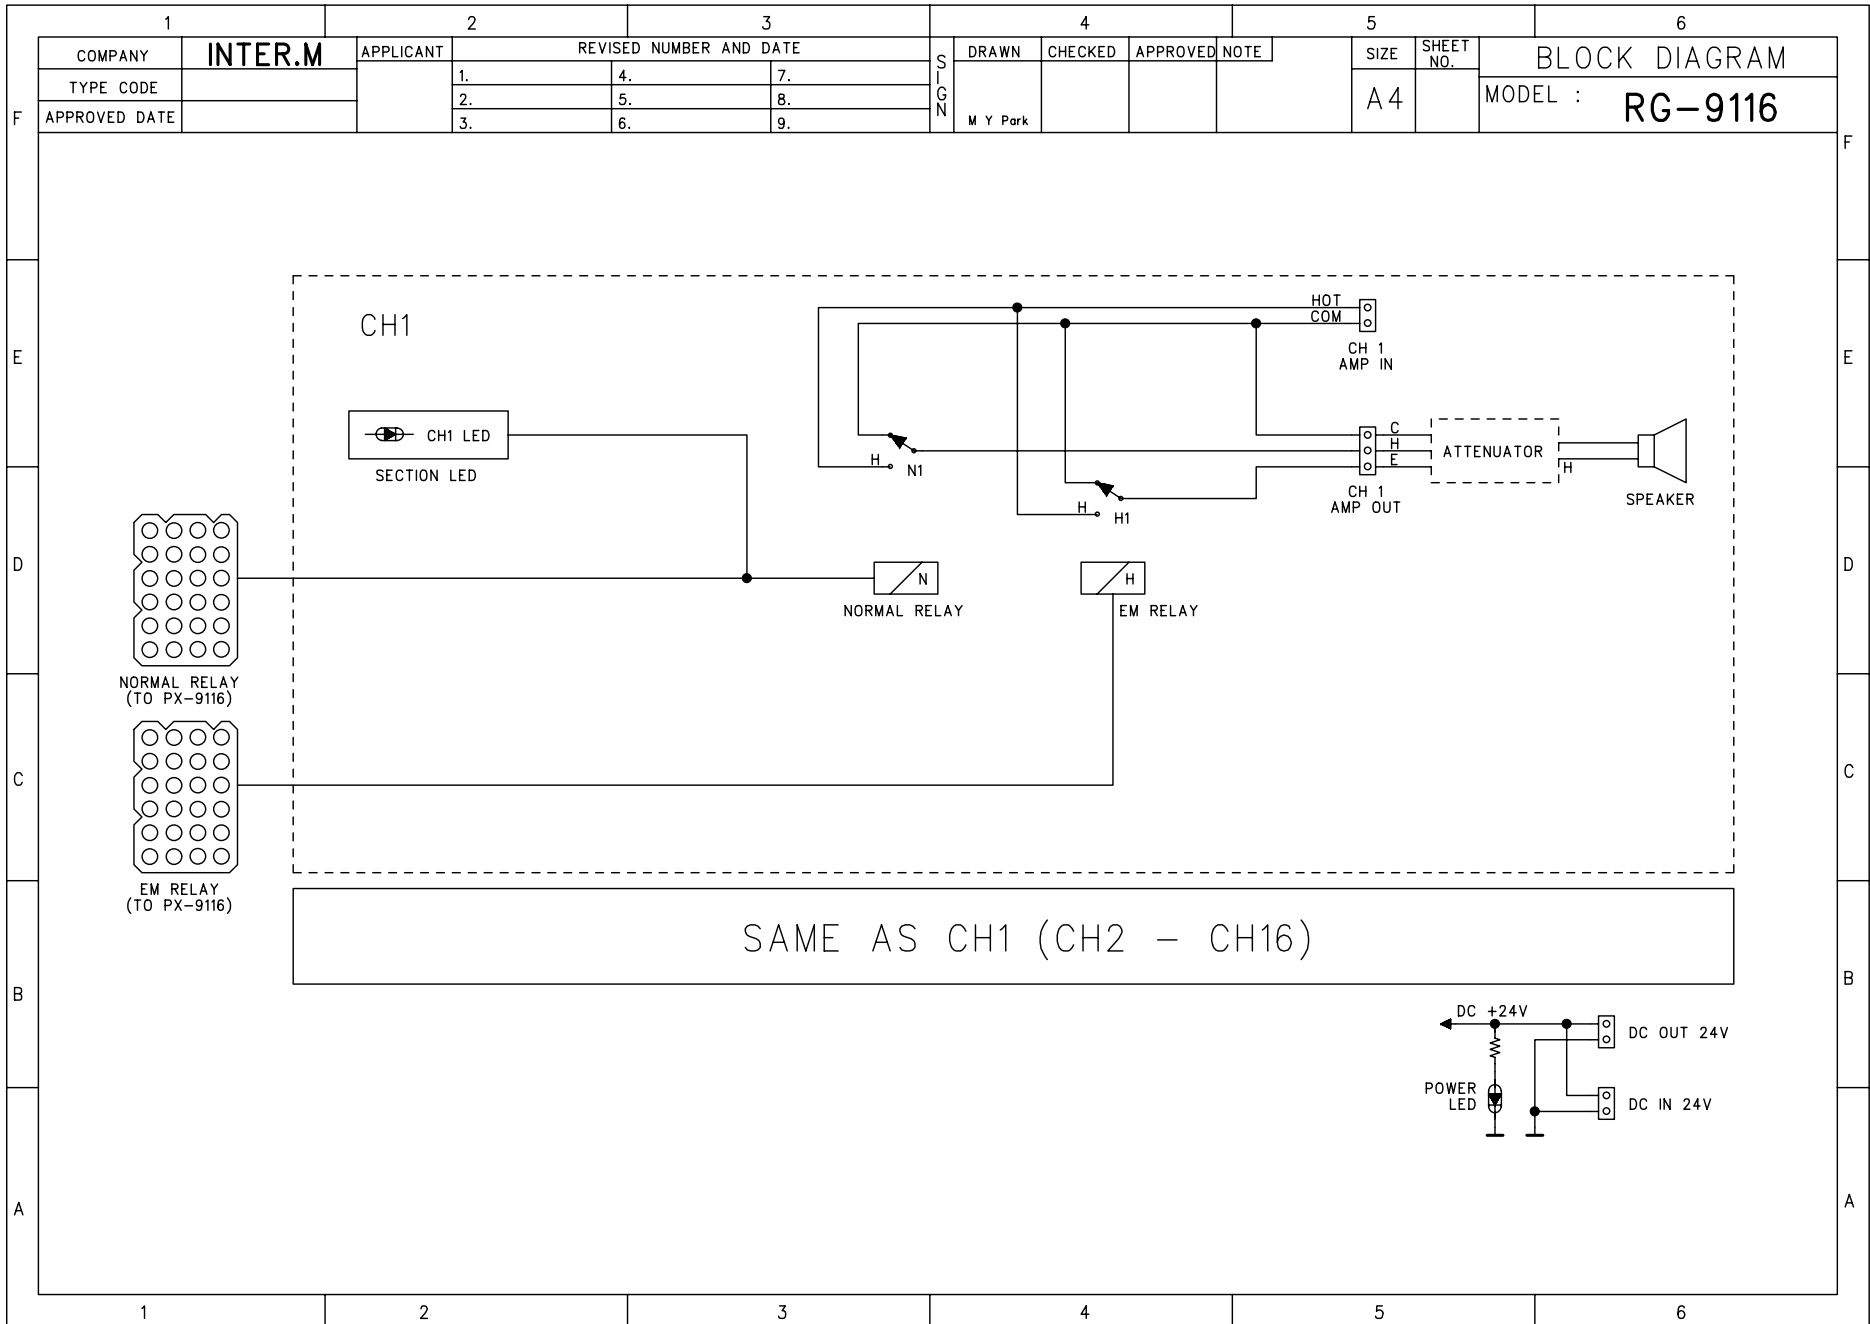 1 2 3 4 5 6
COMPANY INTER.M
TYPE CODE
APPROVED DATE
APPLICANT
REVISED NUMBER AND DATE
1. 4. 7.
2. 5. 8.
3. 6. 9.
SIGN
DRAWN CHECKED APPROVED NOTE
M Y Park
SIZE
A4
SHEET
NO.
BLOCK DIAGRAM
MODEL : RG-9116
F F
E E
D D
C C
B B
A A
CH1
HOT
COM
CH 1
AMP IN
CH1 LED
SECTION LED
H N1
H H1
C
H
E
CH 1
AMP OUT
ATTENUATOR
H
SPEAKER
N
NORMAL RELAY
H
EM RELAY
NORMAL RELAY
(TO PX-9116)
EM RELAY
(TO PX-9116)
SAME AS CH1 (CH2 - CH16)
DC +24V
DC OUT 24V
POWER
LED
DC IN 24V
1 2 3 4 5 6